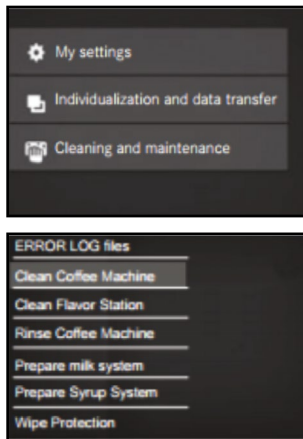 My settings
Individualization and data transfer
Cleaning and maintenance
ERROR LOG files
Clean Coffee Machine
Clean Flavor Station
Rinse Coffee Machine
Prepare milk system
Prepare Syrup System
Wipe Protection